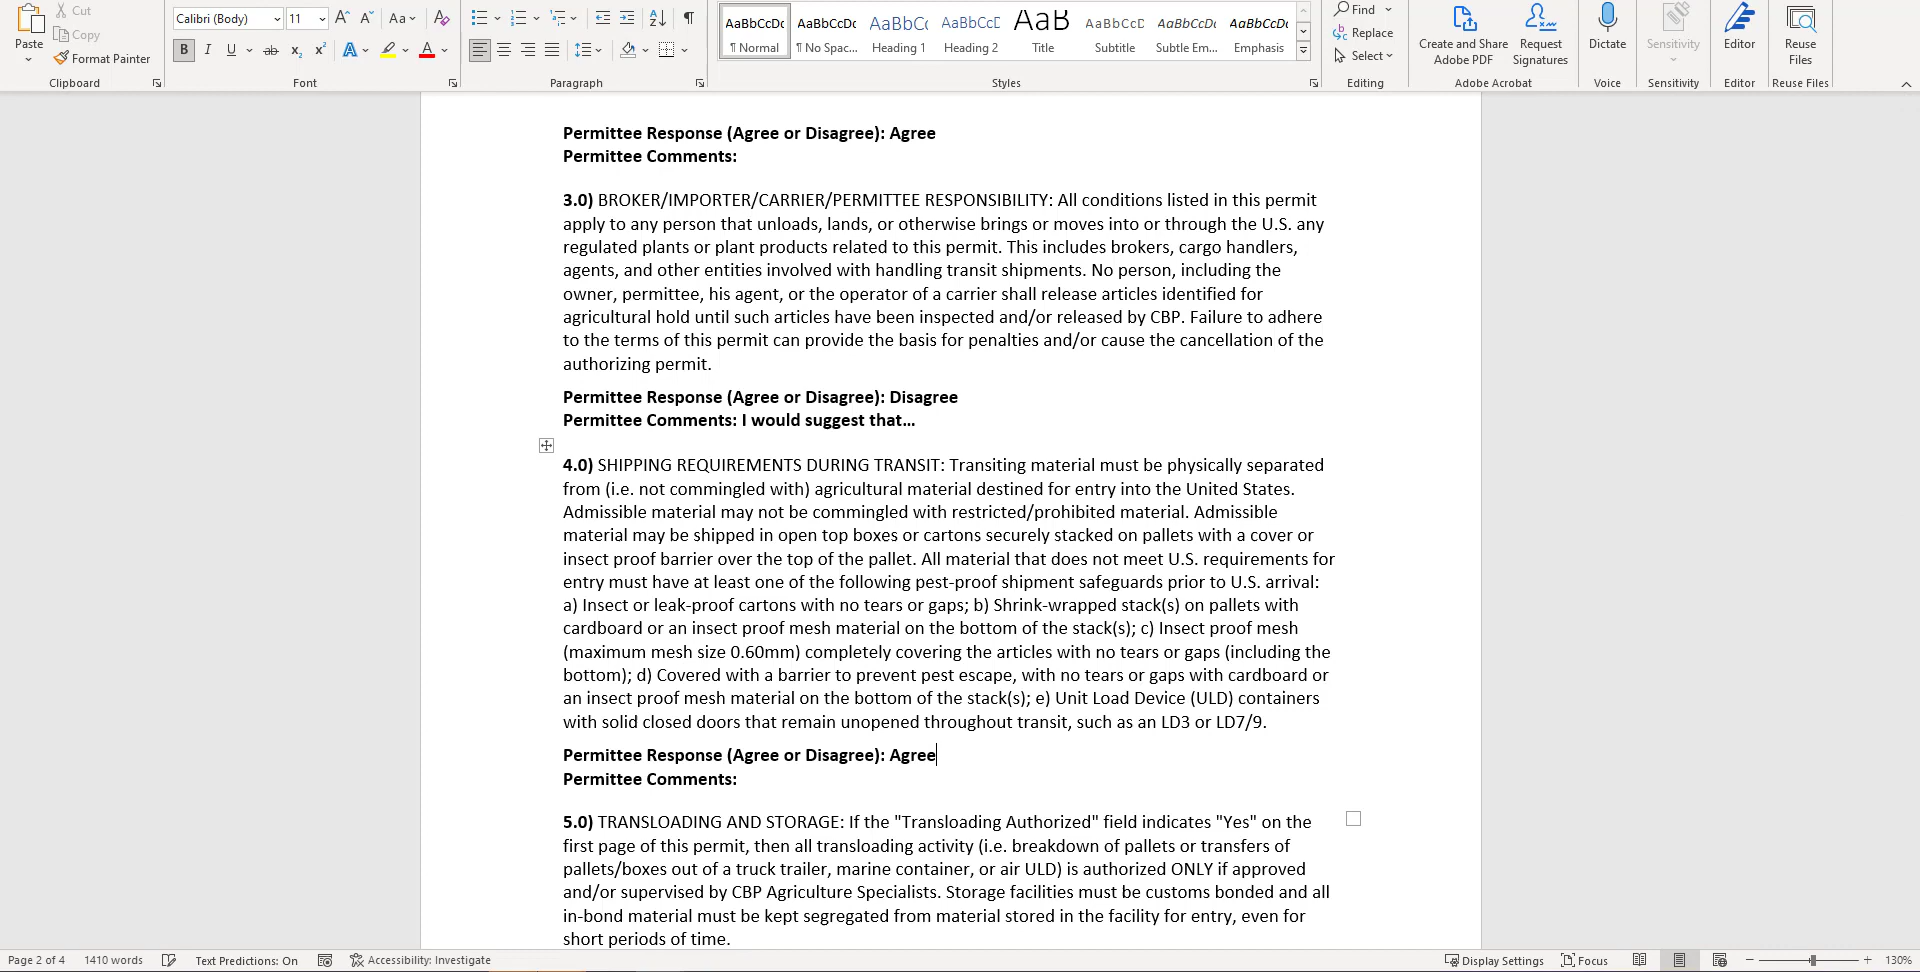 Calibri (Body) 11 A A Aa A
AaBbCcDc AaBbCcDc AaBbCc AaBbCcD AaB AaBbCcD AaBbCcDc AaBbCcDc
Paste Cut
Copy
Format Painter
B I U ab x₂ x² A A
¶ Normal ¶ No Spac... Heading 1 Heading 2 Title Subtitle Subtle Em... Emphasis
Find
Replace
Select
Create and Share Adobe PDF
Request Signatures
Dictate
Sensitivity
Editor
Reuse Files
Clipboard Font Paragraph Styles Editing Adobe Acrobat Voice Sensitivity Editor Reuse Files
Permittee Response (Agree or Disagree): Agree
Permittee Comments:
3.0) BROKER/IMPORTER/CARRIER/PERMITTEE RESPONSIBILITY: All conditions listed in this permit
apply to any person that unloads, lands, or otherwise brings or moves into or through the U.S. any
regulated plants or plant products related to this permit. This includes brokers, cargo handlers,
agents, and other entities involved with handling transit shipments. No person, including the
owner, permittee, his agent, or the operator of a carrier shall release articles identified for
agricultural hold until such articles have been inspected and/or released by CBP. Failure to adhere
to the terms of this permit can provide the basis for penalties and/or cause the cancellation of the
authorizing permit.
Permittee Response (Agree or Disagree): Disagree
Permittee Comments: I would suggest that...
4.0) SHIPPING REQUIREMENTS DURING TRANSIT: Transiting material must be physically separated
from (i.e. not commingled with) agricultural material destined for entry into the United States.
Admissible material may not be commingled with restricted/prohibited material. Admissible
material may be shipped in open top boxes or cartons securely stacked on pallets with a cover or
insect proof barrier over the top of the pallet. All material that does not meet U.S. requirements for
entry must have at least one of the following pest-proof shipment safeguards prior to U.S. arrival:
a) Insect or leak-proof cartons with no tears or gaps; b) Shrink-wrapped stack(s) on pallets with
cardboard or an insect proof mesh material on the bottom of the stack(s); c) Insect proof mesh
(maximum mesh size 0.60mm) completely covering the articles with no tears or gaps (including the
bottom); d) Covered with a barrier to prevent pest escape, with no tears or gaps with cardboard or
an insect proof mesh material on the bottom of the stack(s); e) Unit Load Device (ULD) containers
with solid closed doors that remain unopened throughout transit, such as an LD3 or LD7/9.
Permittee Response (Agree or Disagree): Agree
Permittee Comments:
5.0) TRANSLOADING AND STORAGE: If the "Transloading Authorized" field indicates "Yes" on the
first page of this permit, then all transloading activity (i.e. breakdown of pallets or transfers of
pallets/boxes out of a truck trailer, marine container, or air ULD) is authorized ONLY if approved
and/or supervised by CBP Agriculture Specialists. Storage facilities must be customs bonded and all
in-bond material must be kept segregated from material stored in the facility for entry, even for
short periods of time.
Page 2 of 4 1410 words Text Predictions: On Accessibility: Investigate Display Settings Focus 130%